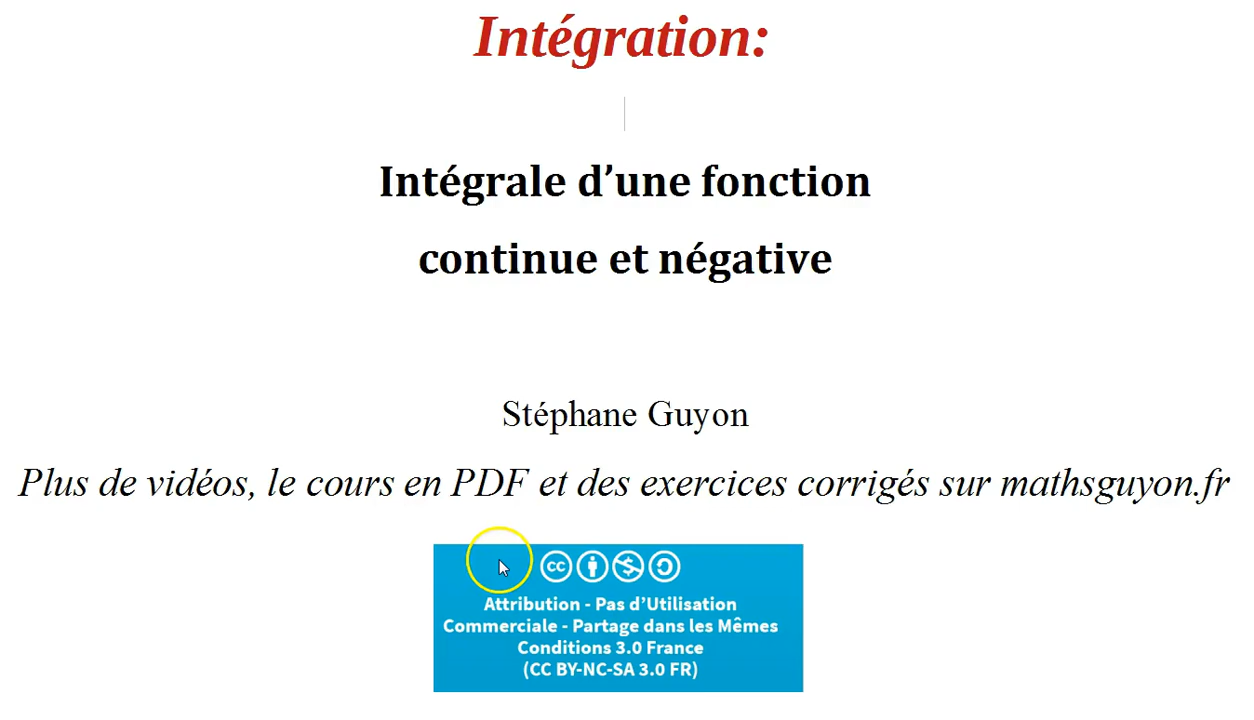 Intégration:
Intégrale d’une fonction
continue et négative
Stéphane Guyon
Plus de vidéos, le cours en PDF et des exercices corrigés sur mathsguyon.fr
cc
Attribution - Pas d’Utilisation
Commerciale - Partage dans les Mêmes
Conditions 3.0 France
(CC BY-NC-SA 3.0 FR)